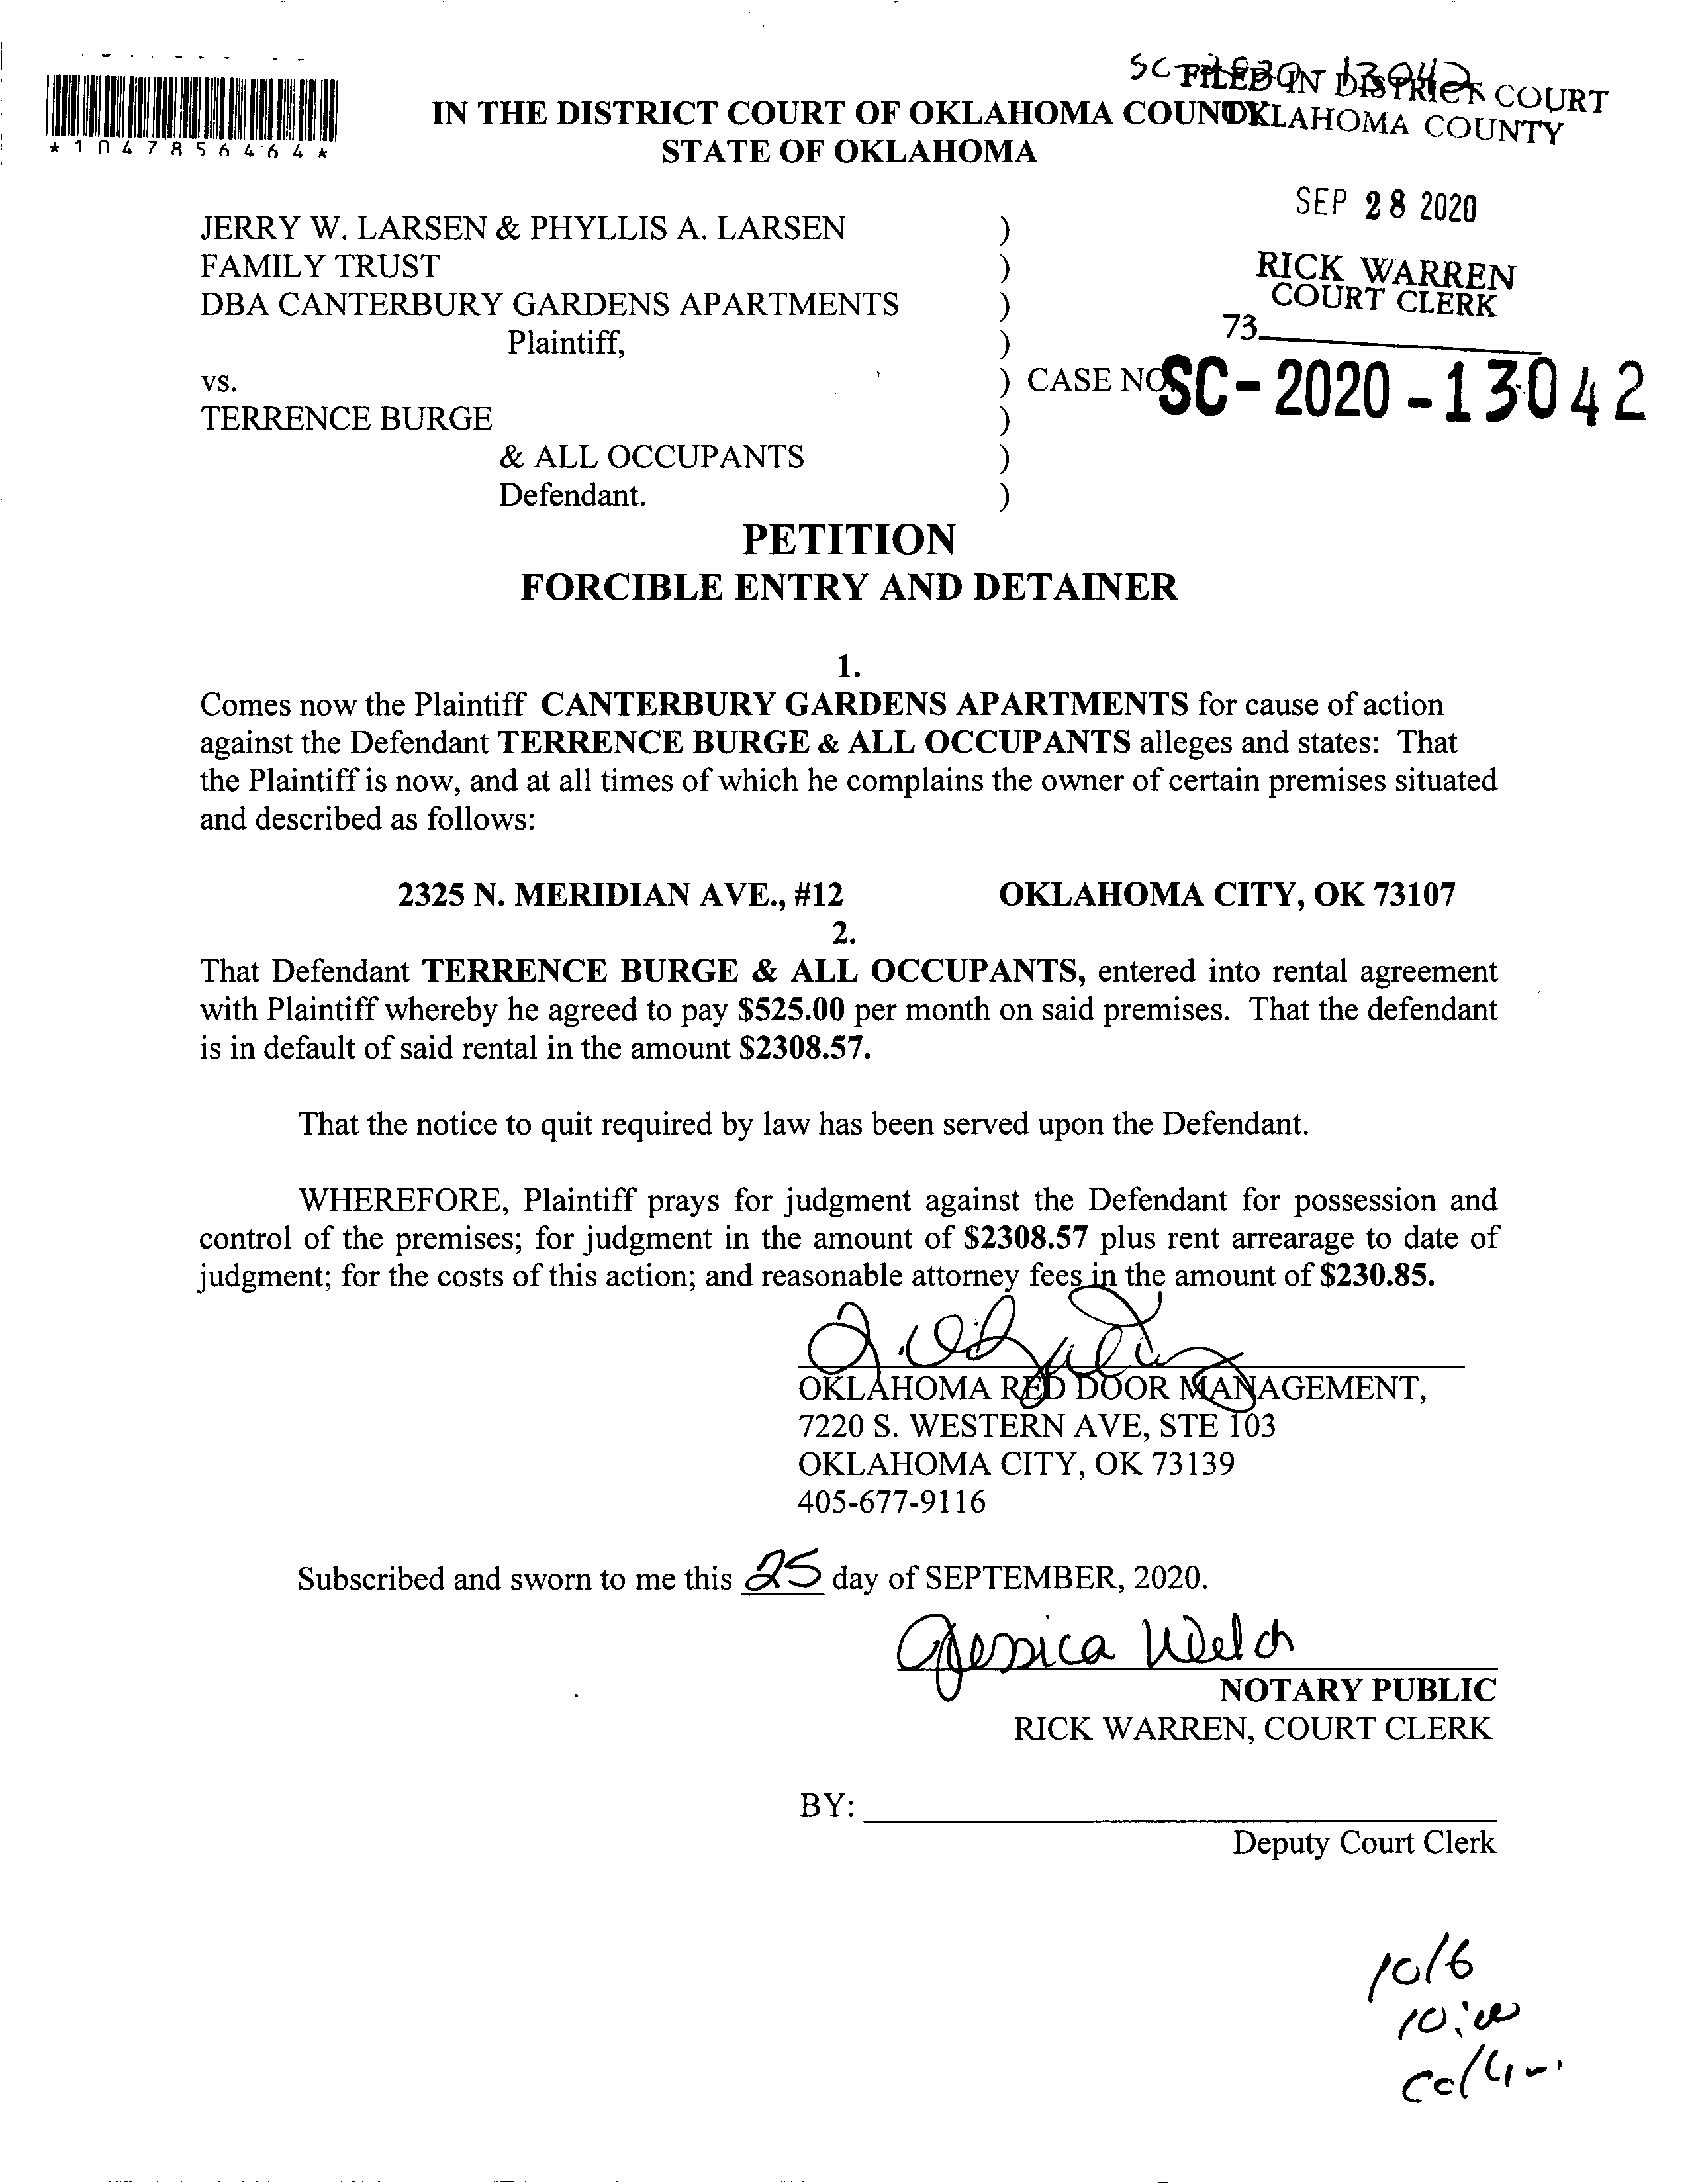 SC-2020-13042
FILED IN DISTRICT COURT
OKLAHOMA COUNTY
*1047856464*
IN THE DISTRICT COURT OF OKLAHOMA COUNTY
STATE OF OKLAHOMA
SEP 28 2020
RICK WARREN
COURT CLERK
73
JERRY W. LARSEN & PHYLLIS A. LARSEN )
FAMILY TRUST )
DBA CANTERBURY GARDENS APARTMENTS )
Plaintiff, )
vs. ) CASE NO SC-2020-13042
TERRENCE BURGE )
& ALL OCCUPANTS )
Defendant. )
PETITION
FORCIBLE ENTRY AND DETAINER
1.
Comes now the Plaintiff CANTERBURY GARDENS APARTMENTS for cause of action
against the Defendant TERRENCE BURGE & ALL OCCUPANTS alleges and states: That
the Plaintiff is now, and at all times of which he complains the owner of certain premises situated
and described as follows:
2325 N. MERIDIAN AVE., #12 OKLAHOMA CITY, OK 73107
2.
That Defendant TERRENCE BURGE & ALL OCCUPANTS, entered into rental agreement
with Plaintiff whereby he agreed to pay $525.00 per month on said premises. That the defendant
is in default of said rental in the amount $2308.57.
That the notice to quit required by law has been served upon the Defendant.
WHEREFORE, Plaintiff prays for judgment against the Defendant for possession and
control of the premises; for judgment in the amount of $2308.57 plus rent arrearage to date of
judgment; for the costs of this action; and reasonable attorney fees in the amount of $230.85.
OKLAHOMA RED DOOR MANAGEMENT,
7220 S. WESTERN AVE, STE 103
OKLAHOMA CITY, OK 73139
405-677-9116
Subscribed and sworn to me this 25 day of SEPTEMBER, 2020.
Jessica Welch
NOTARY PUBLIC
RICK WARREN, COURT CLERK
BY:
Deputy Court Clerk
10/6
10:00